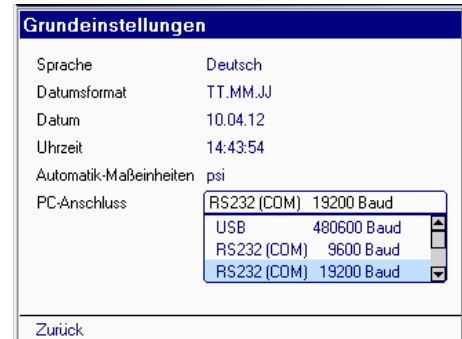 Grundeinstellungen
Sprache Deutsch
Datumsformat TT.MM.JJ
Datum 10.04.12
Uhrzeit 14:43:54
Automatik-Maßeinheiten psi
PC-Anschluss RS232 (COM) 19200 Baud
USB 480600 Baud
RS232 (COM) 9600 Baud
RS232 (COM) 19200 Baud
Zurück